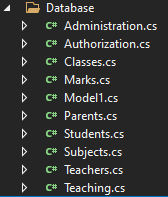 Database
C# Administration.cs
C# Authorization.cs
C# Classes.cs
C# Marks.cs
C# Model1.cs
C# Parents.cs
C# Students.cs
C# Subjects.cs
C# Teachers.cs
C# Teaching.cs